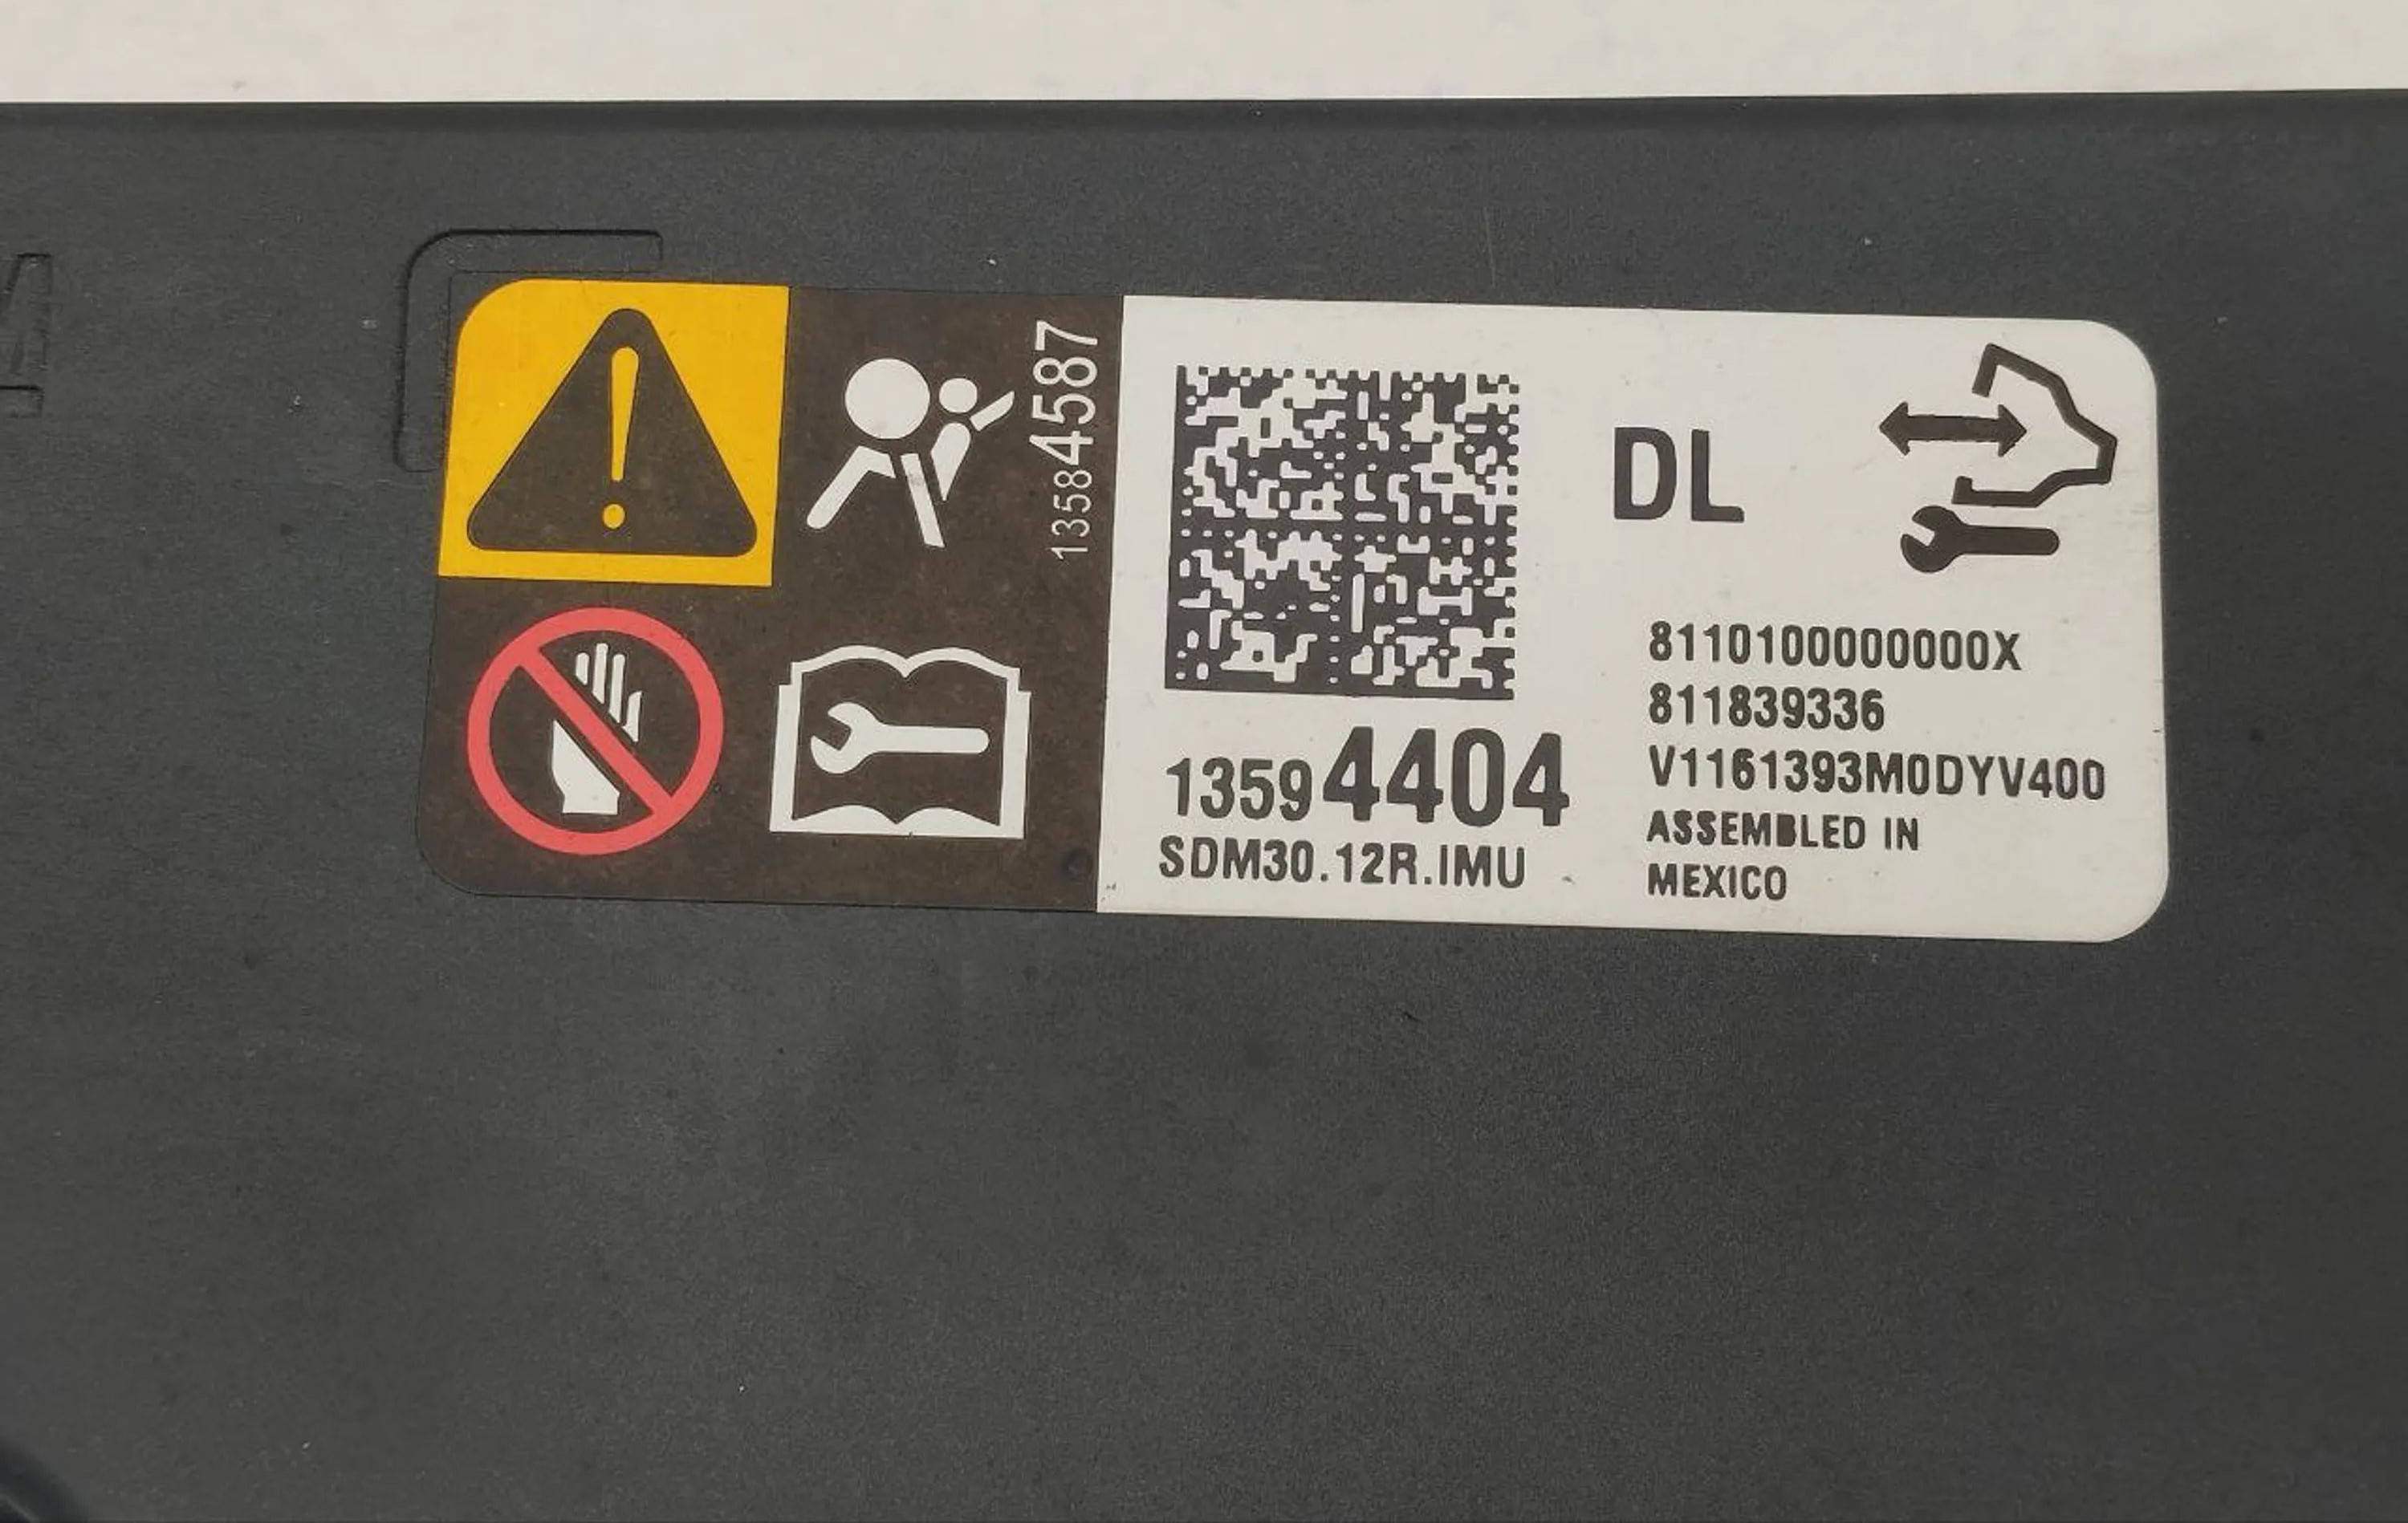 13584587
DL
8110100000000X
811839336
V1161393M0DYV400
ASSEMBLED IN
MEXICO
13594404
SDM30.12R.IMU